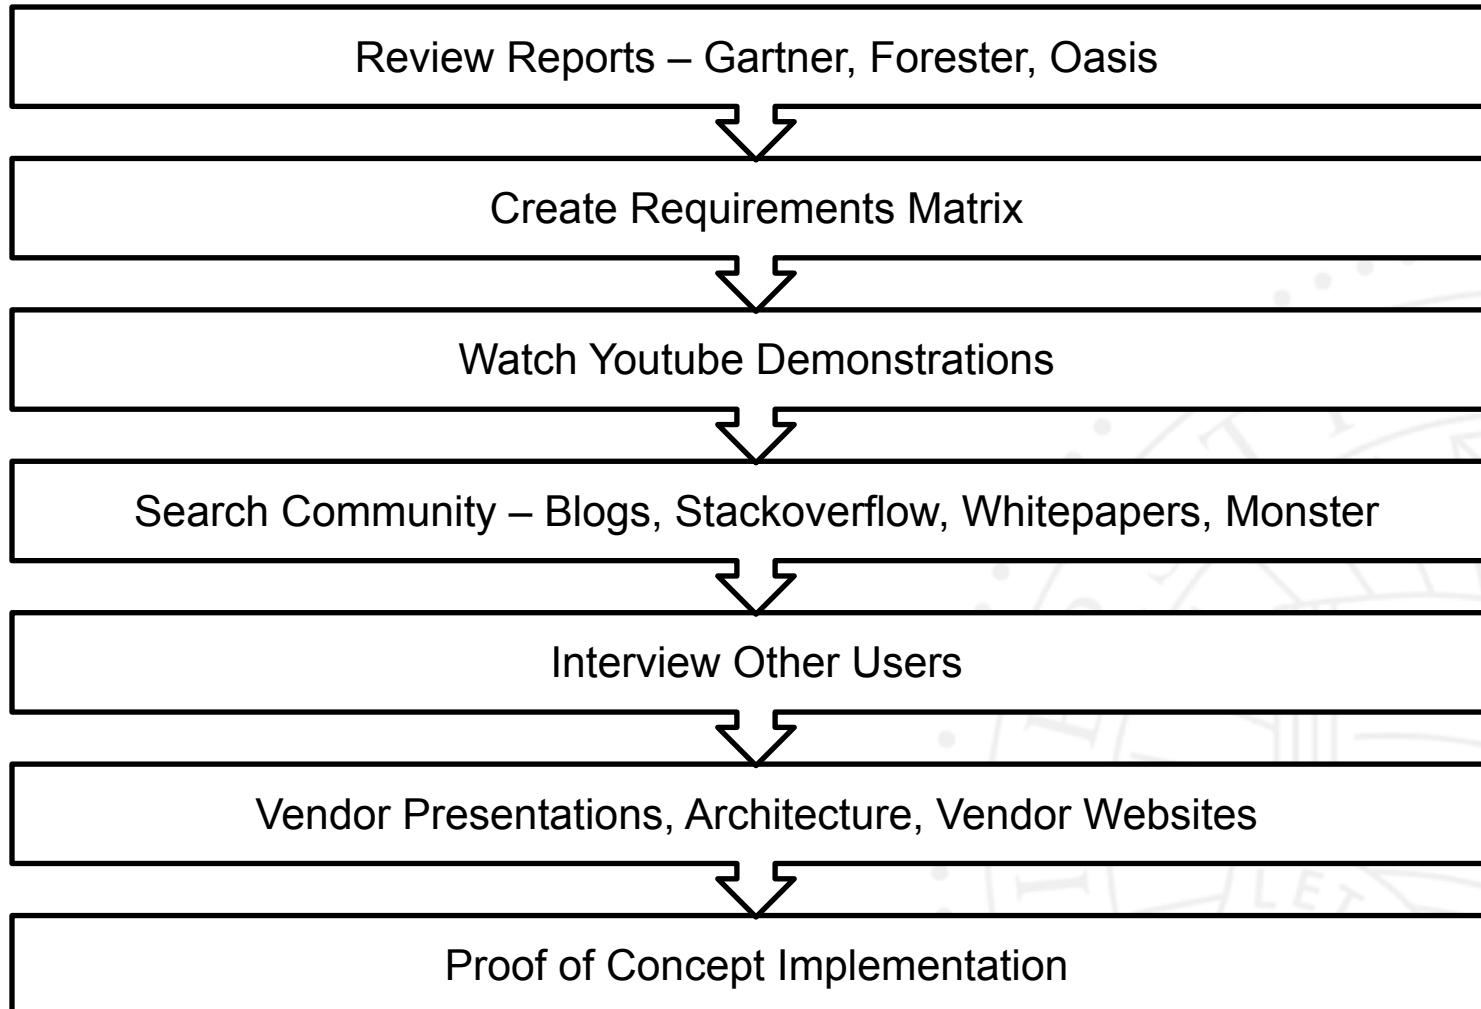 Review Reports – Gartner, Forester, Oasis
Create Requirements Matrix
Watch Youtube Demonstrations
Search Community – Blogs, Stackoverflow, Whitepapers, Monster
Interview Other Users
Vendor Presentations, Architecture, Vendor Websites
Proof of Concept Implementation